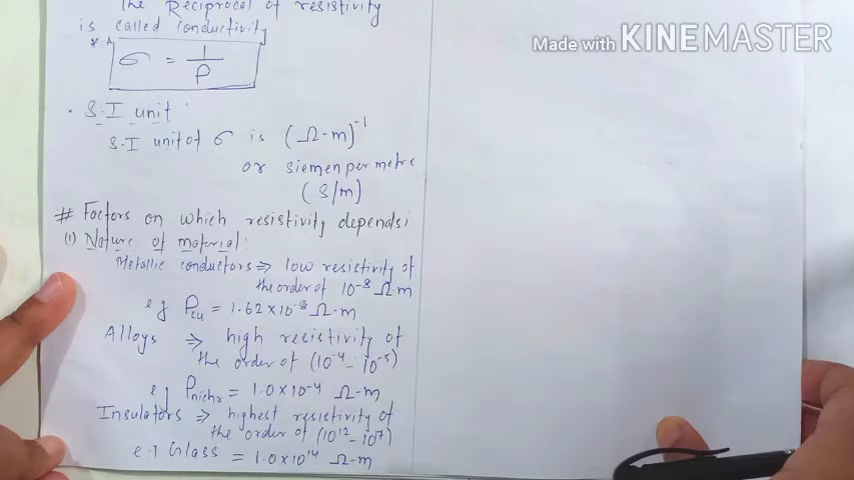 The Reciprocal of resistivity
is called conductivity
σ = 1/ρ
• S.I unit:
S.I unit of σ is (Ω-m)⁻¹
or siemen per metre
(S/m)
# Factors on which resistivity depends:
(1) Nature of material:
Metallic conductors ⇒ low resistivity of
the order of 10⁻⁸ Ωm
eg ρcu = 1.62×10⁻⁸ Ω-m
Alloys ⇒ high resistivity of
the order of (10⁻⁴ - 10⁻⁵)
eg ρnichr = 1.0×10⁻⁴ Ω-m
Insulators ⇒ highest resistivity of
the order of (10¹² - 10⁷)
e.g Glass = 1.0×10¹⁴ Ω-m
Made with KINEMASTER